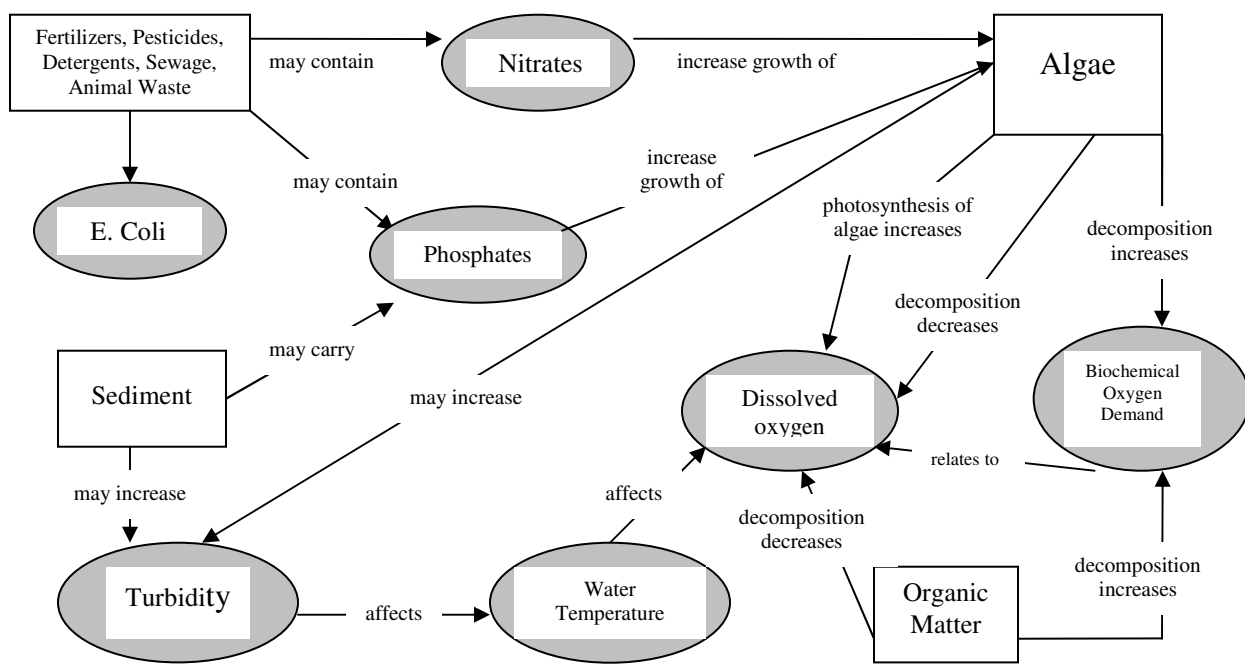 Fertilizers, Pesticides,
Detergents, Sewage,
Animal Waste
may contain
Nitrates
increase growth of
Algae
may contain
increase
growth of
E. Coli
Phosphates
photosynthesis of
algae increases
decomposition
increases
decomposition
decreases
may carry
Sediment
may increase
Dissolved
oxygen
Biochemical
Oxygen
Demand
relates to
may increase
affects
decomposition
decreases
decomposition
increases
Turbidity
affects
Water
Temperature
Organic
Matter